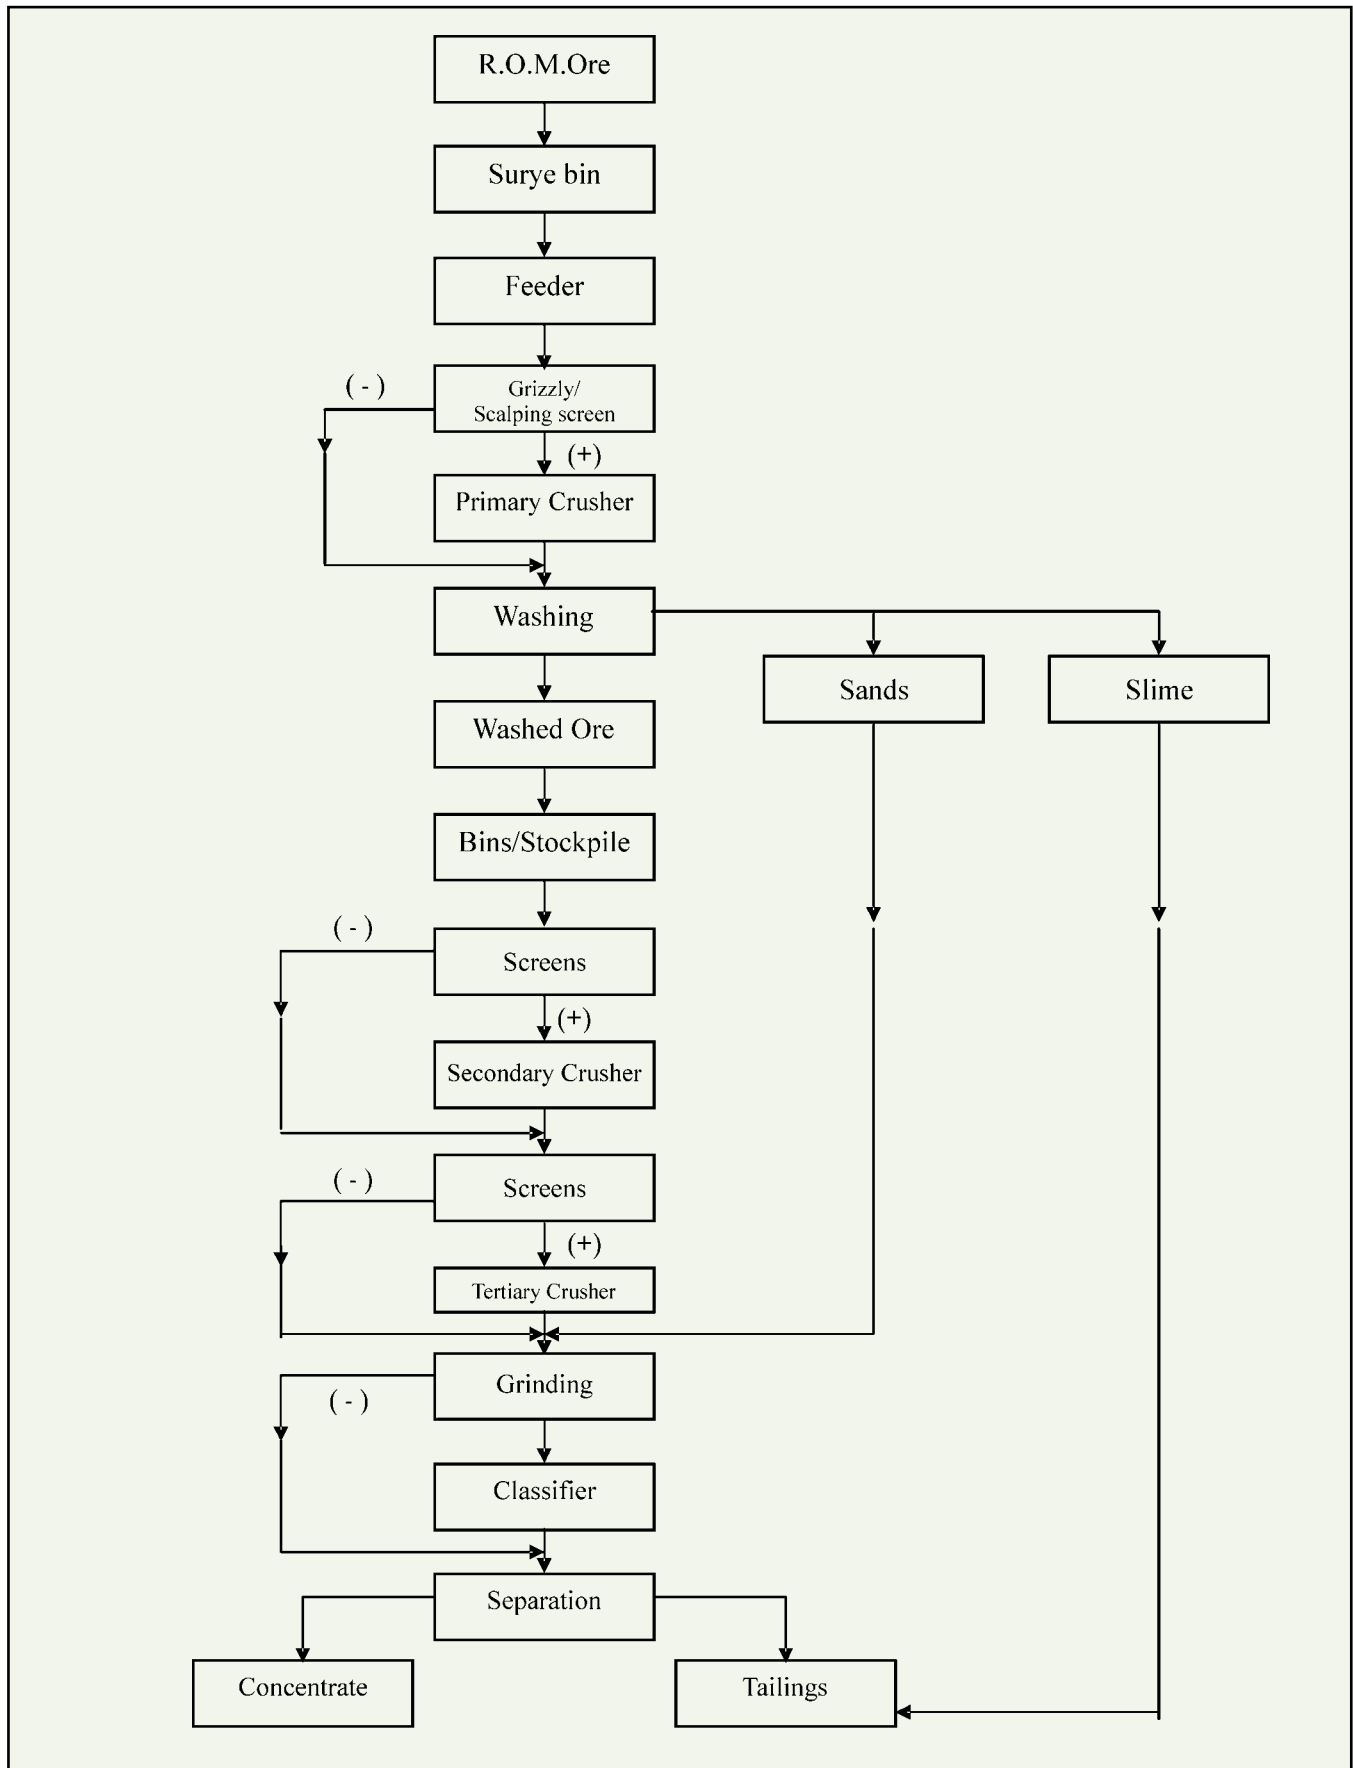 R.O.M.Ore
Surye bin
Feeder
( - )
Grizzly/
Scalping screen
(+)
Primary Crusher
Washing
Sands
Slime
Washed Ore
Bins/Stockpile
( - )
Screens
(+)
Secondary Crusher
( - )
Screens
(+)
Tertiary Crusher
Grinding
( - )
Classifier
Separation
Concentrate
Tailings